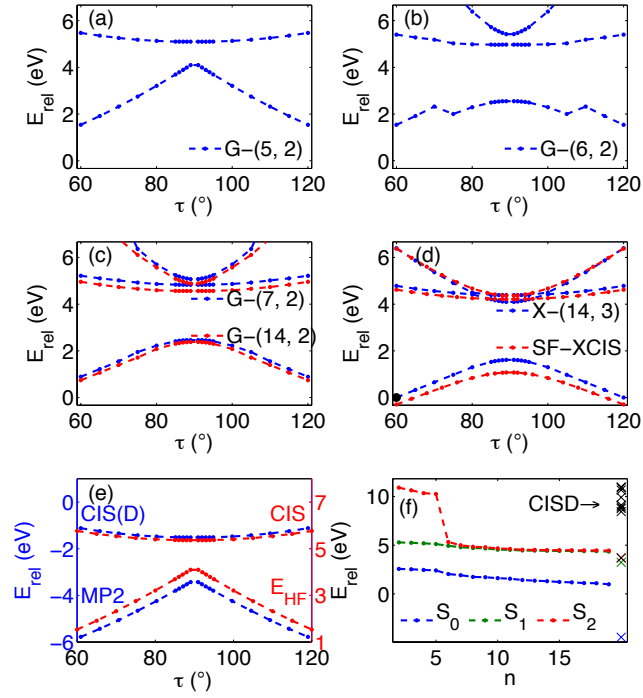 (a)
E_rel (eV)
6
4
2
0
60 80 100 120
τ (°)
G−(5, 2)
(b)
E_rel (eV)
6
4
2
0
60 80 100 120
τ (°)
G−(6, 2)
(c)
E_rel (eV)
6
4
2
0
60 80 100 120
τ (°)
G−(7, 2)
G−(14, 2)
(d)
E_rel (eV)
6
4
2
0
60 80 100 120
τ (°)
X−(14, 3)
SF−XCIS
(e)
E_rel (eV)
0
−2
−4
−6
CIS(D)
CIS
MP2
E_HF
7
5
3
1
60 80 100 120
τ (°)
(f)
E_rel (eV)
10
5
0
CISD→
S_0 S_1 S_2
5 10 15
n